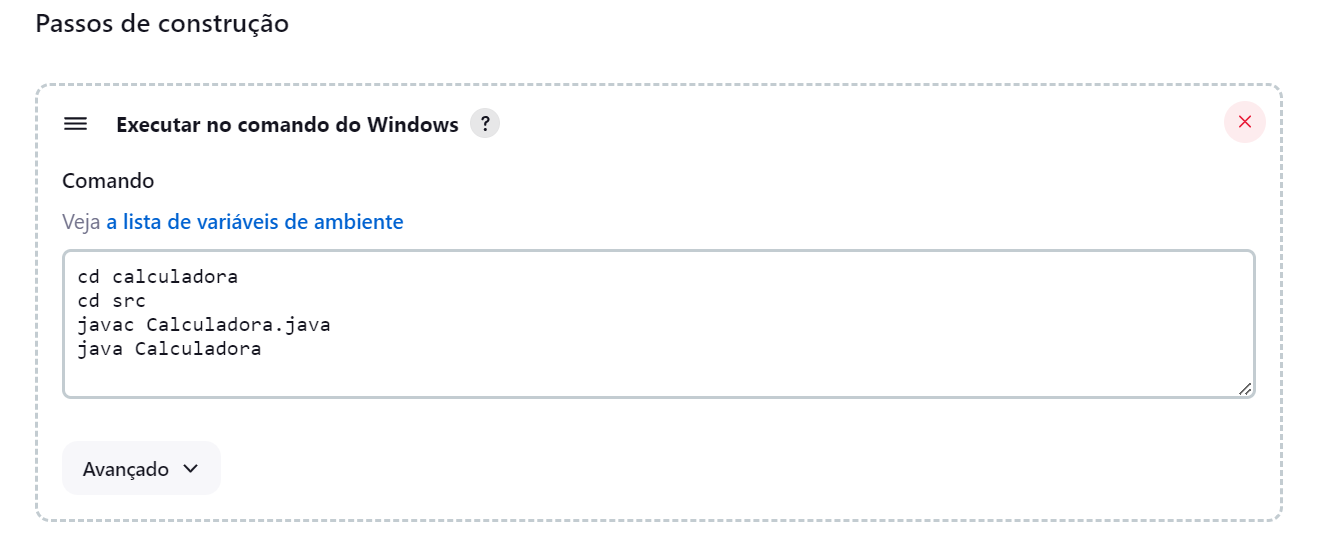 Passos de construção
Executar no comando do Windows ?
Comando
Veja a lista de variáveis de ambiente
cd calculadora
cd src
javac Calculadora.java
java Calculadora
Avançado